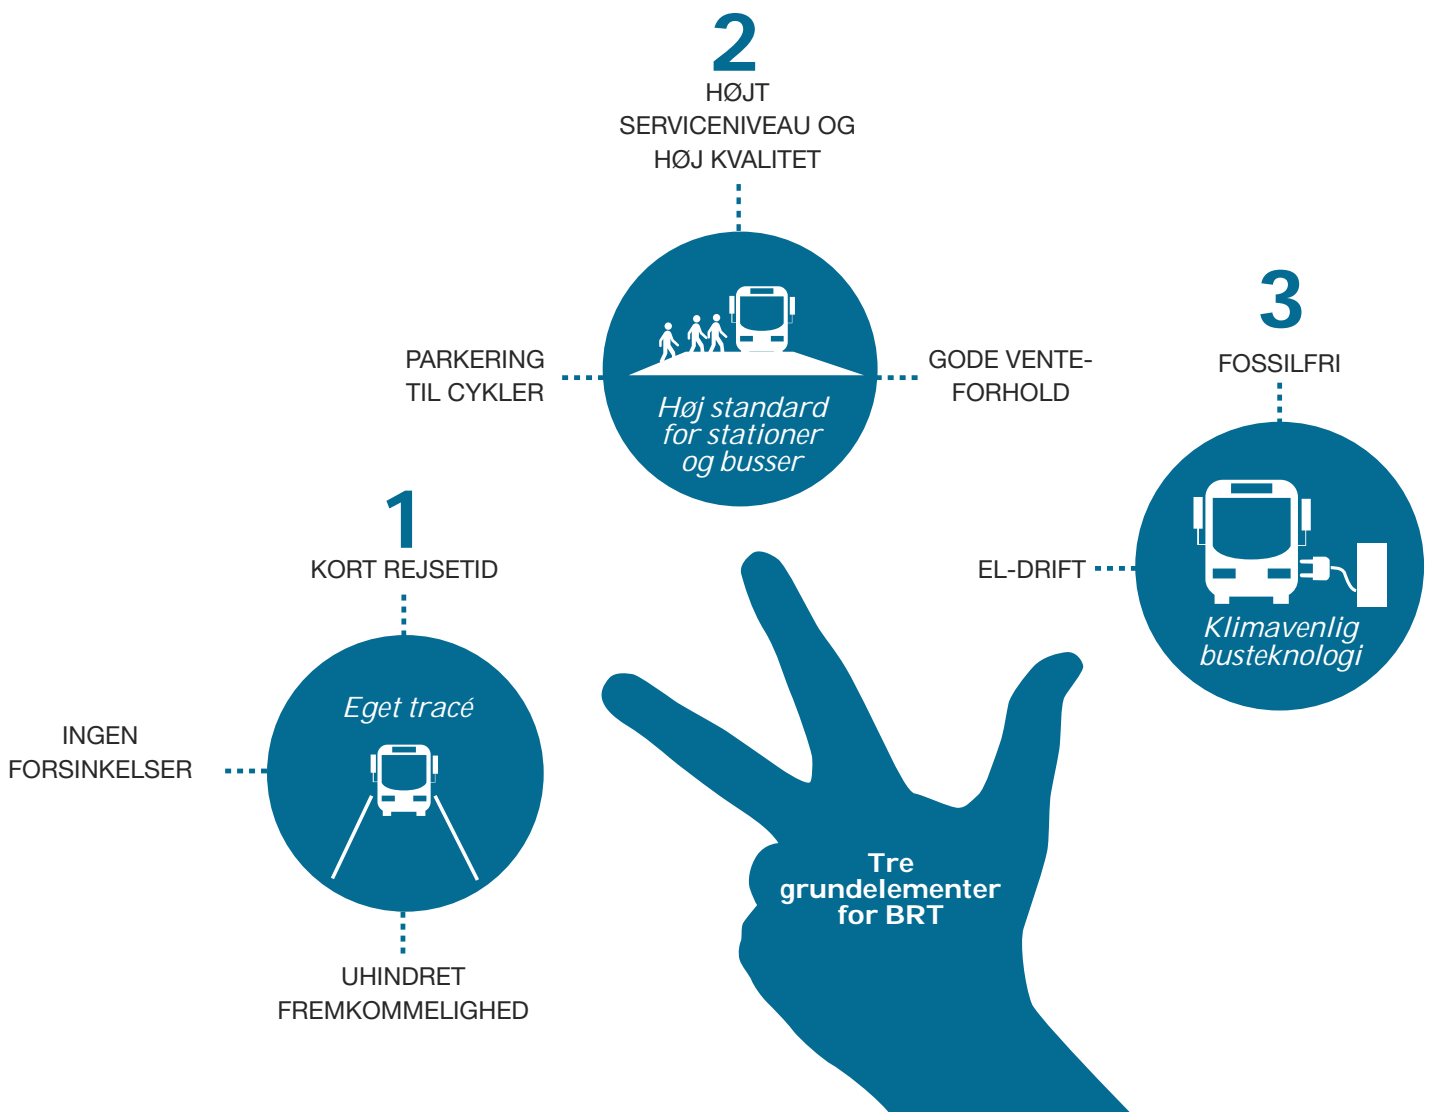 2
HØJT
SERVICENIVEAU OG
HØJ KVALITET
PARKERING
TIL CYKLER
Høj standard
for stationer
og busser
GODE VENTE-
FORHOLD
3
FOSSILFRI
EL-DRIFT
Klimavenlig
busteknologi
1
KORT REJSETID
Eget tracé
INGEN
FORSINKELSER
UHINDRET
FREMKOMMELIGHED
Tre
grundelementer
for BRT